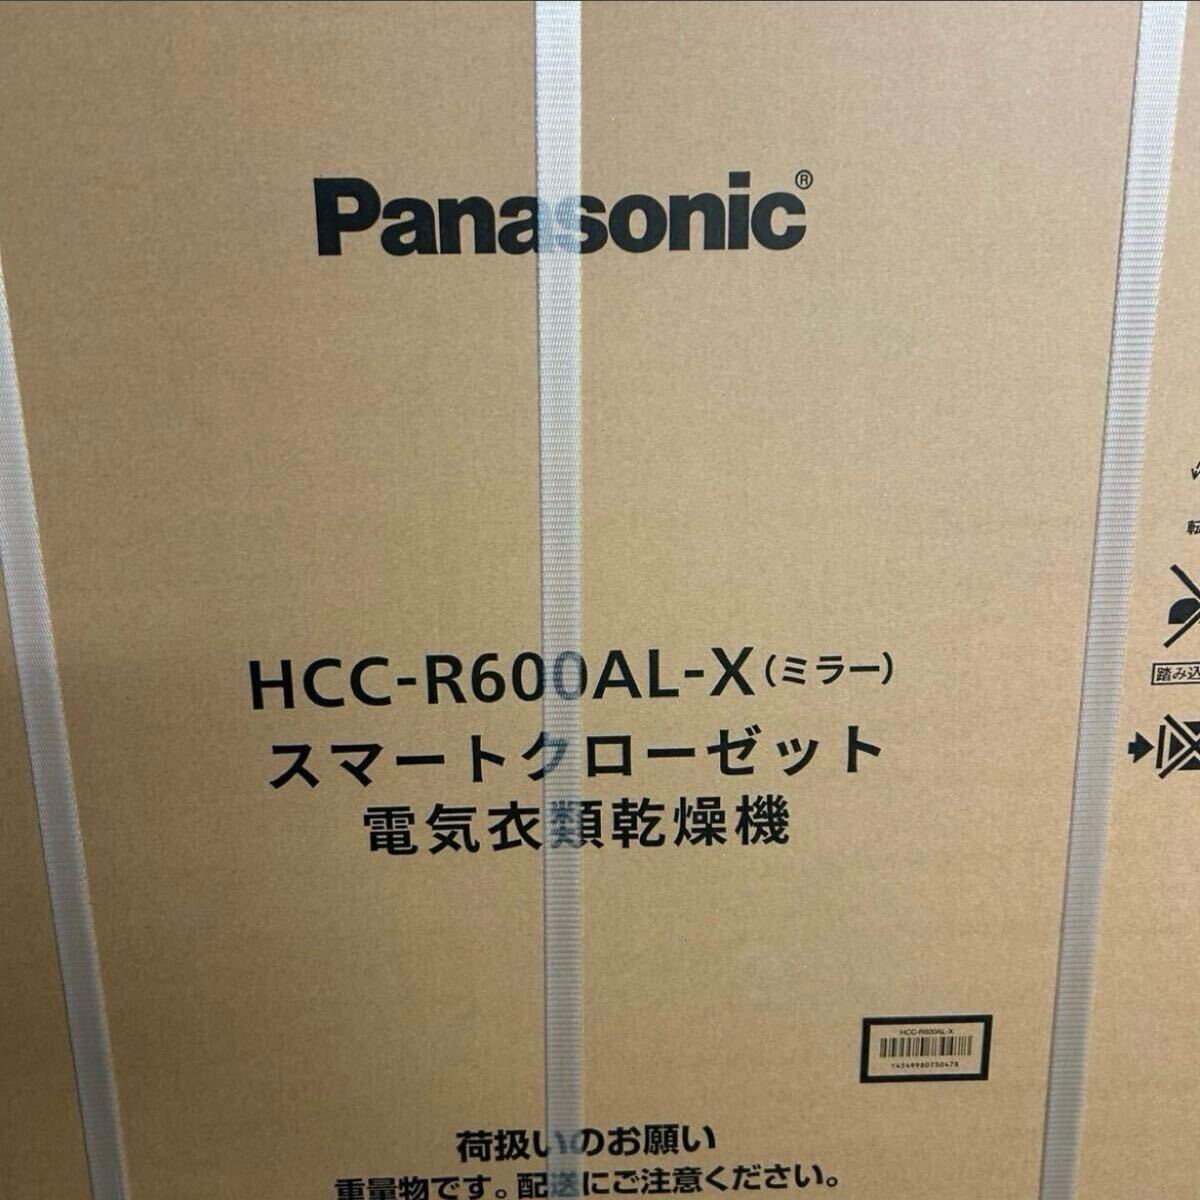 Panasonic®
HCC-R600AL-X(ミラー)
スマートクローゼット
電気衣類乾燥機
踏み込
HCC-R600AL-X
荷扱いのお願い
重量物です。配送にご注意ください。